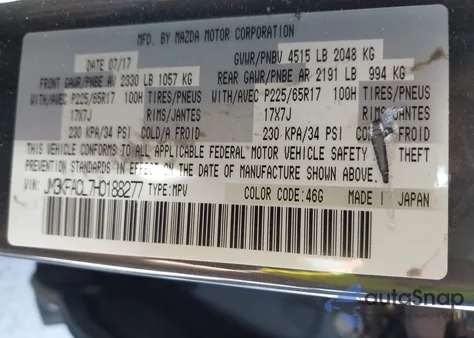 MFD. BY MAZDA MOTOR CORPORATION
DATE 07/17 GVWR/PNBV 4515 LB 2048 KG
FRONT GAWR/PNBE AV 2330 LB 1057 KG REAR GAWR/PNBE AR 2191 LB 994 KG
WITH/AVEC P225/65R17 100H TIRES/PNEUS WITH/AVEC P225/65R17 100H TIRES/PNEUS
17X7J RIMS/JANTES 17X7J RIMS/JANTES
230 KPA/34 PSI COLD/A FROID 230 KPA/34 PSI COLD/A FROID
THIS VEHICLE CONFORMS TO ALL APPLICABLE FEDERAL MOTOR VEHICLE SAFETY THEFT
PREVENTION STANDARDS IN EFFECT ON THE DATE OF MANUFACTURE SHOWN ABOVE.
VIN: JM3KFACL7H0188277 TYPE:MPV COLOR CODE:46G MADE IN JAPAN
autoSnap